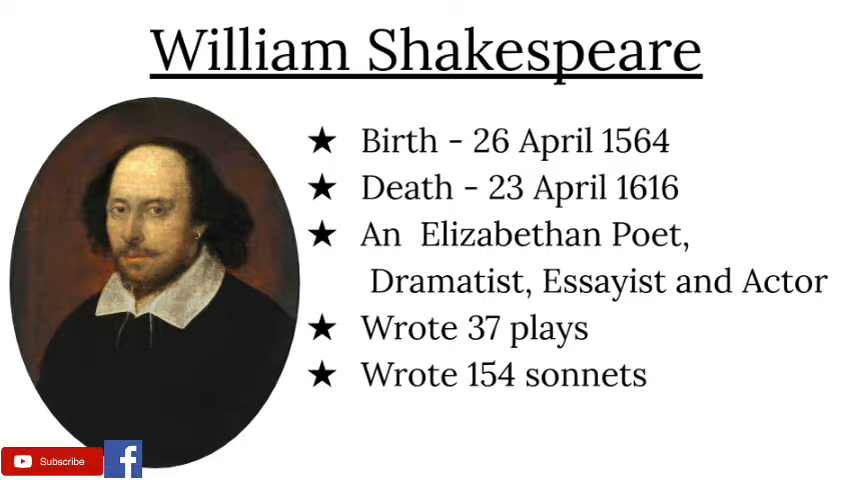 William Shakespeare
★ Birth - 26 April 1564
★ Death - 23 April 1616
★ An Elizabethan Poet,
Dramatist, Essayist and Actor
★ Wrote 37 plays
★ Wrote 154 sonnets
Subscribe f